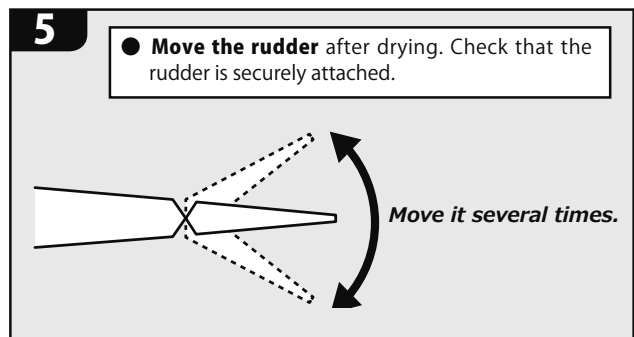 5
● Move the rudder after drying. Check that the
rudder is securely attached.
Move it several times.